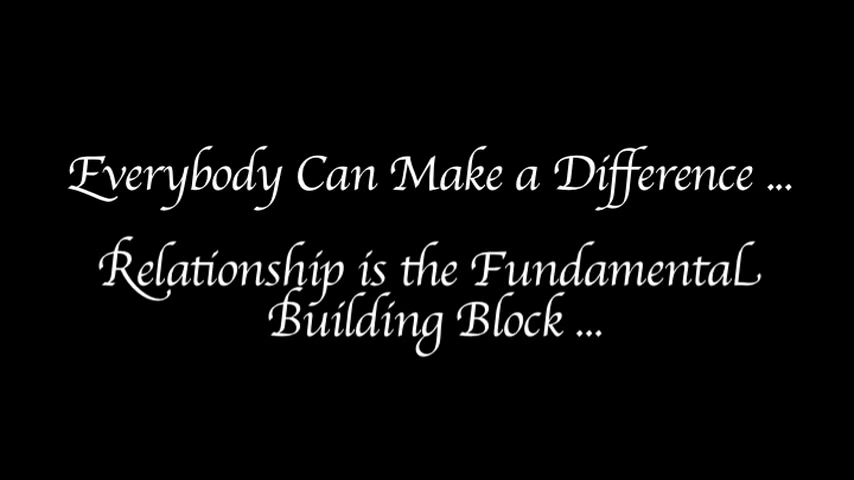 Everybody Can Make a Difference ...
Relationship is the Fundamental
Building Block ...